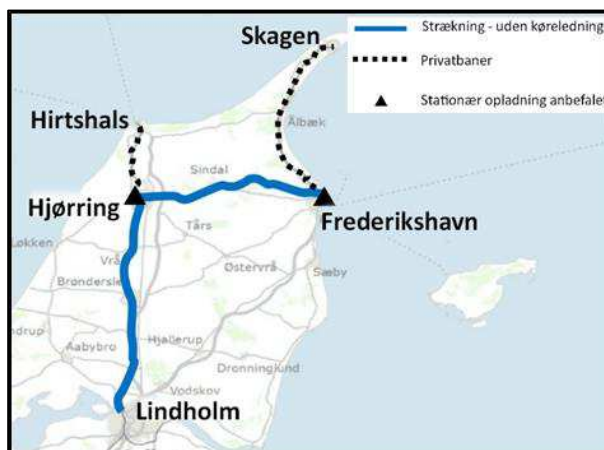 Skagen
Strækning - uden køreledning
Privatbaner
Stationær opladning anbefalet
Hirtshals
Ålbæk
Sindal
Hjørring
Frederikshavn
Løkken
Tårs
Vrå
Østervrå
Sæby
Brønderslev
Hjallerup
Aabybro
Dronninglund
Vodskov
Lindholm